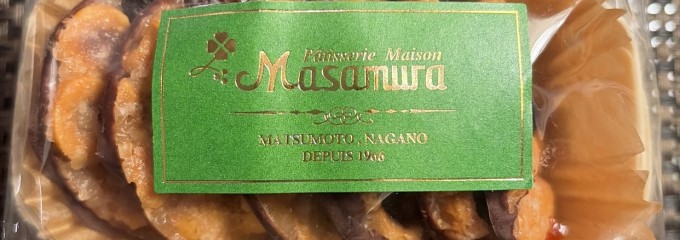 Pâtisserie Maison
Masamura
MATSUMOTO, NAGANO
DEPUIS 1966